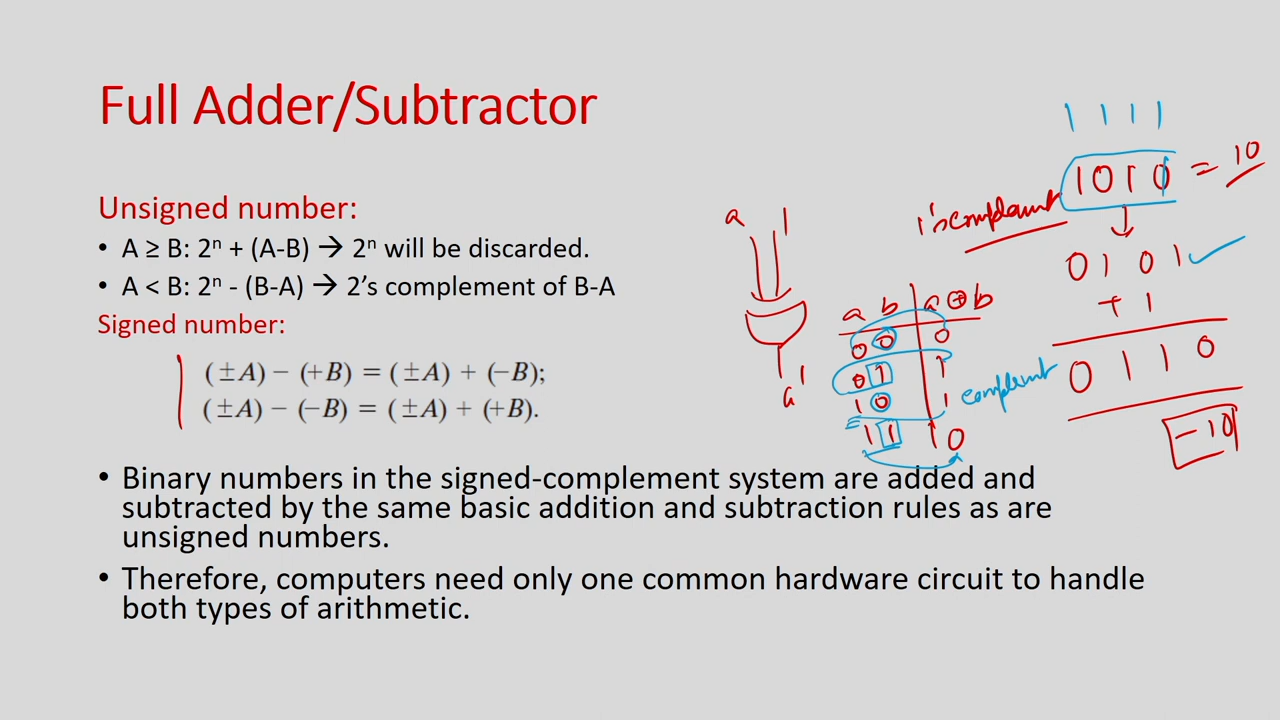 Full Adder/Subtractor
Unsigned number:
• A ≥ B: 2ⁿ + (A-B) → 2ⁿ will be discarded.
• A < B: 2ⁿ - (B-A) → 2’s complement of B-A
Signed number:
(±A) − (+B) = (±A) + (−B);
(±A) − (−B) = (±A) + (+B).
• Binary numbers in the signed-complement system are added and
subtracted by the same basic addition and subtraction rules as are
unsigned numbers.
• Therefore, computers need only one common hardware circuit to handle
both types of arithmetic.
a 1
a'
a b a⊕b
0 0 0
0 1 1
1 0 1
1 1 1 0
complement
1 1 1 1
1010 = 10
1's complement
0101
+ 1
0110
-10